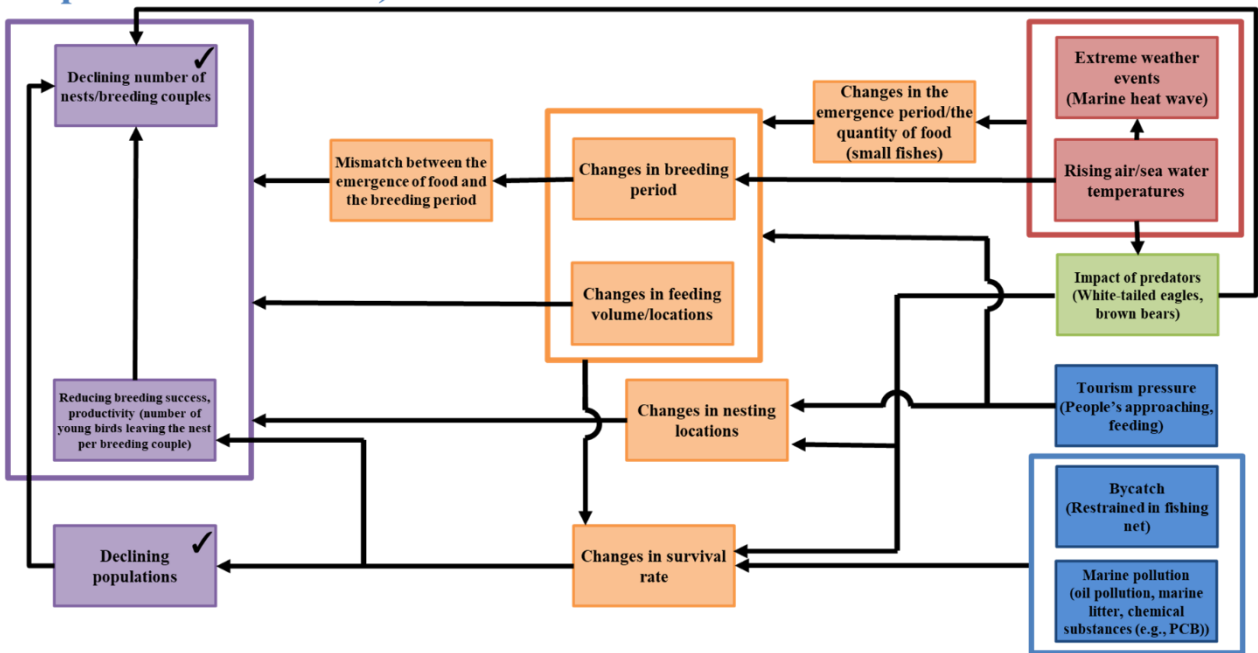 Declining number of
nests/breeding couples
✓
Extreme weather
events
(Marine heat wave)
Changes in the
emergence period/the
quantity of food
(small fishes)
Mismatch between the
emergence of food and
the breeding period
Changes in breeding
period
Rising air/sea water
temperatures
Changes in feeding
volume/locations
Impact of predators
(White-tailed eagles,
brown bears)
Reducing breeding success,
productivity (number of
young birds leaving the nest
per breeding couple)
Changes in nesting
locations
Tourism pressure
(People's approaching,
feeding)
Bycatch
(Restrained in fishing
net)
Declining
populations
✓
Changes in survival
rate
Marine pollution
(oil pollution, marine
litter, chemical
substances (e.g., PCB))